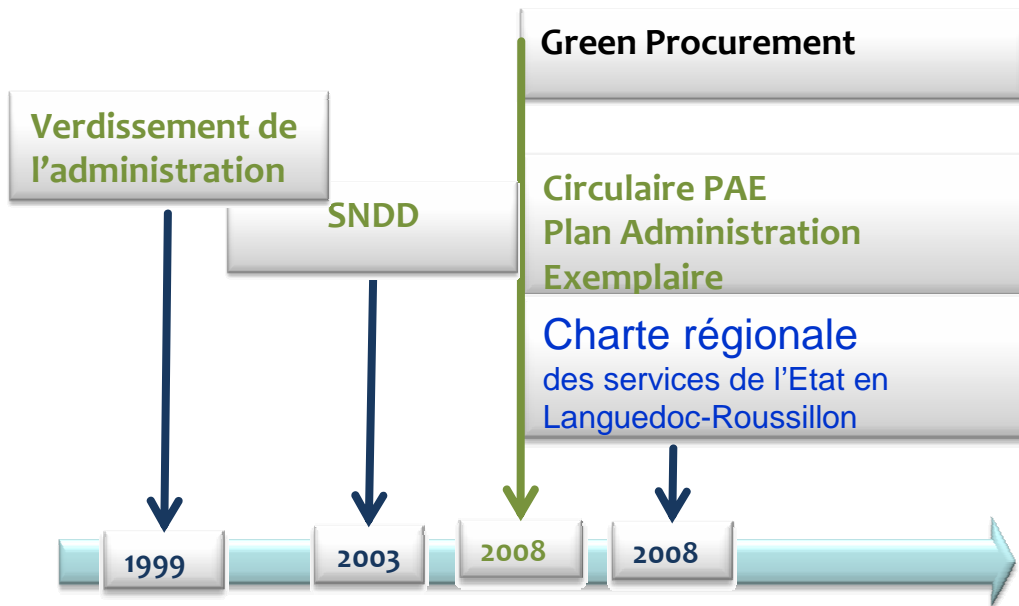 Green Procurement
Verdissement de
l’administration
SNDD
Circulaire PAE
Plan Administration
Exemplaire
Charte régionale
des services de l’Etat en
Languedoc-Roussillon
1999
2003
2008
2008